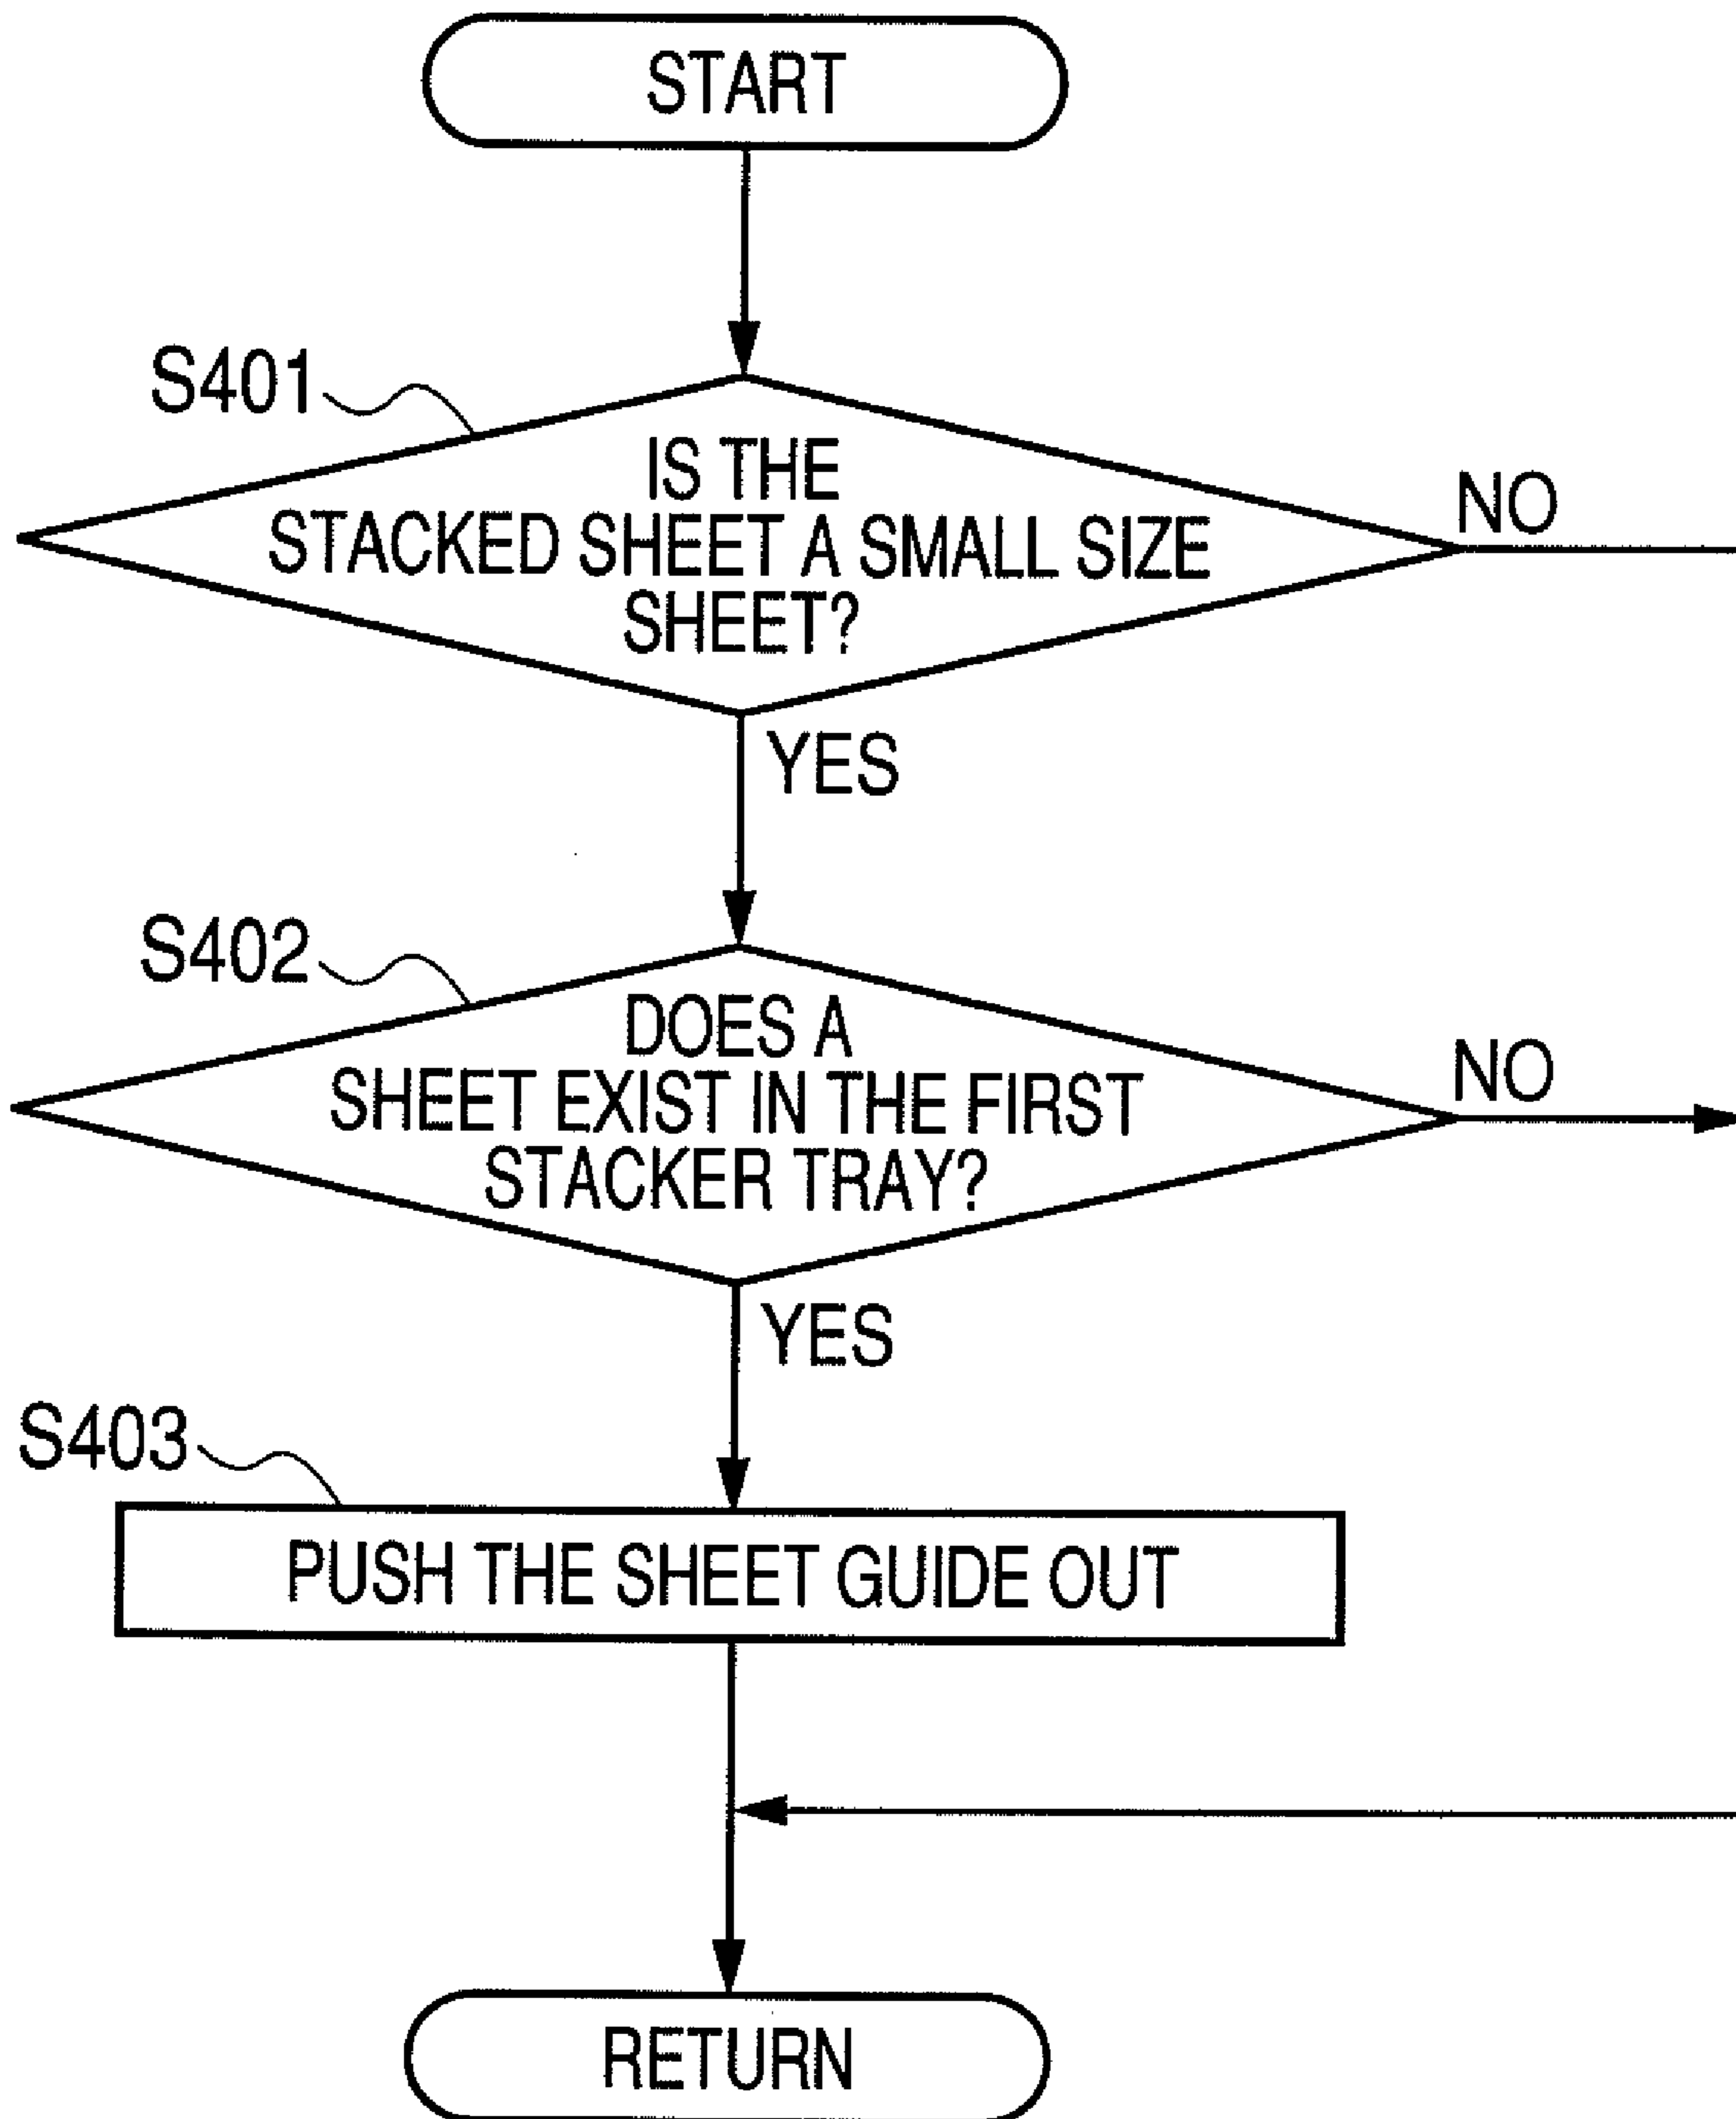 START
S401
IS THE
STACKED SHEET A SMALL SIZE
SHEET?
NO
YES
S402
DOES A
SHEET EXIST IN THE FIRST
STACKER TRAY?
NO
YES
S403
PUSH THE SHEET GUIDE OUT
RETURN